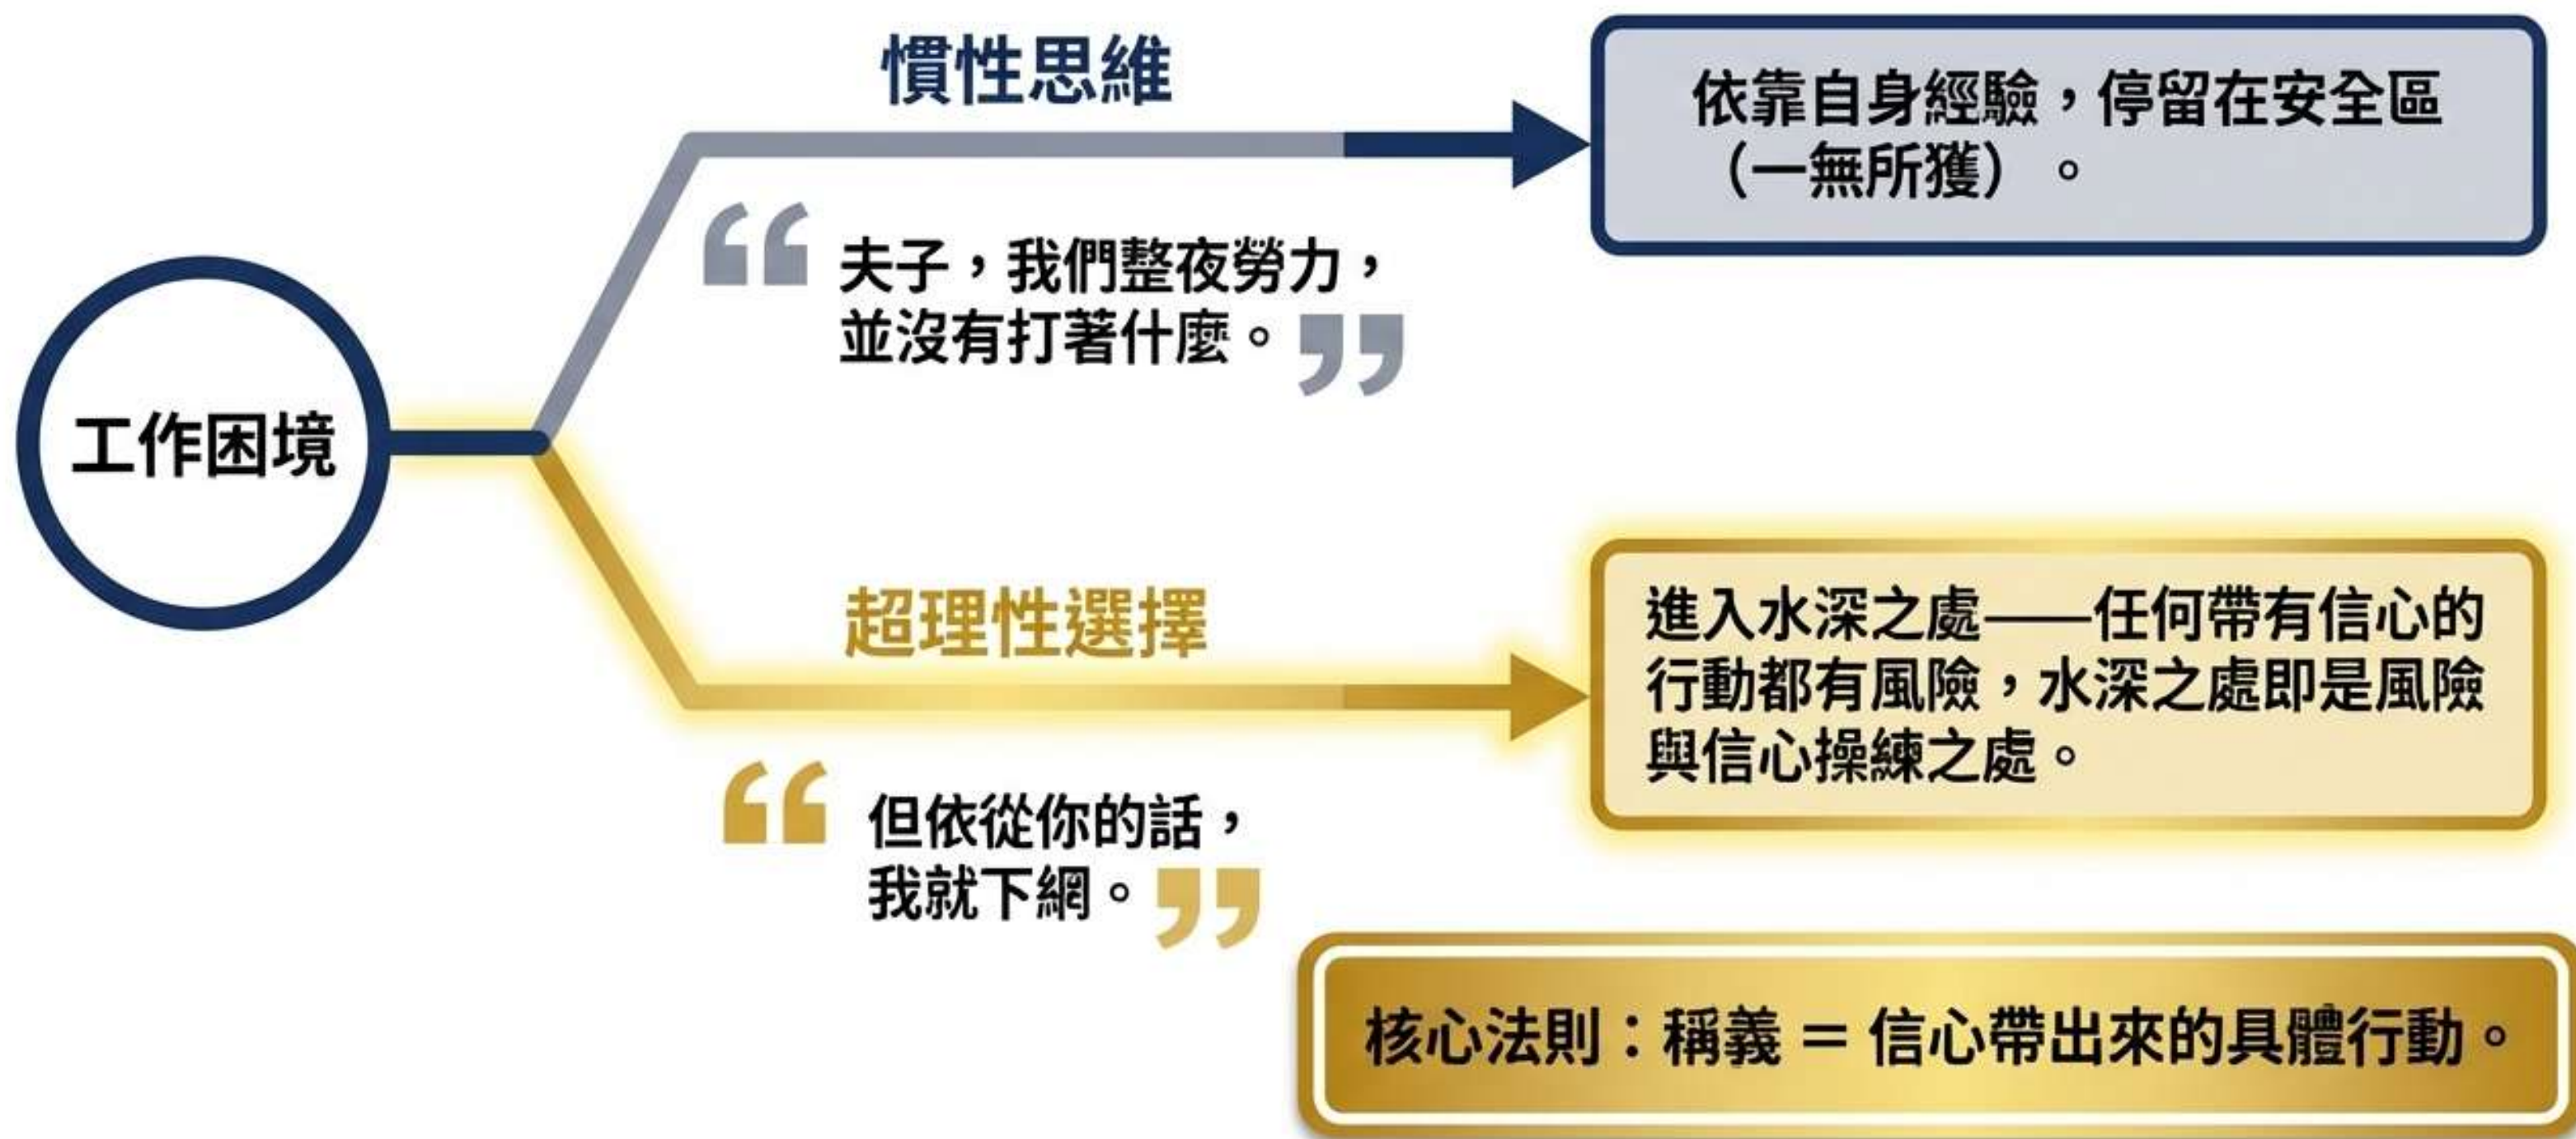 工作困境
慣性思維
夫子，我們整夜勞力，
並沒有打著什麼。
依靠自身經驗，停留在安全區
（一無所獲）。
超理性選擇
但依從你的話，
我就下網。
進入水深之處——任何帶有信心的
行動都有風險，水深之處即是風險
與信心操練之處。
核心法則：稱義 = 信心帶出來的具體行動。